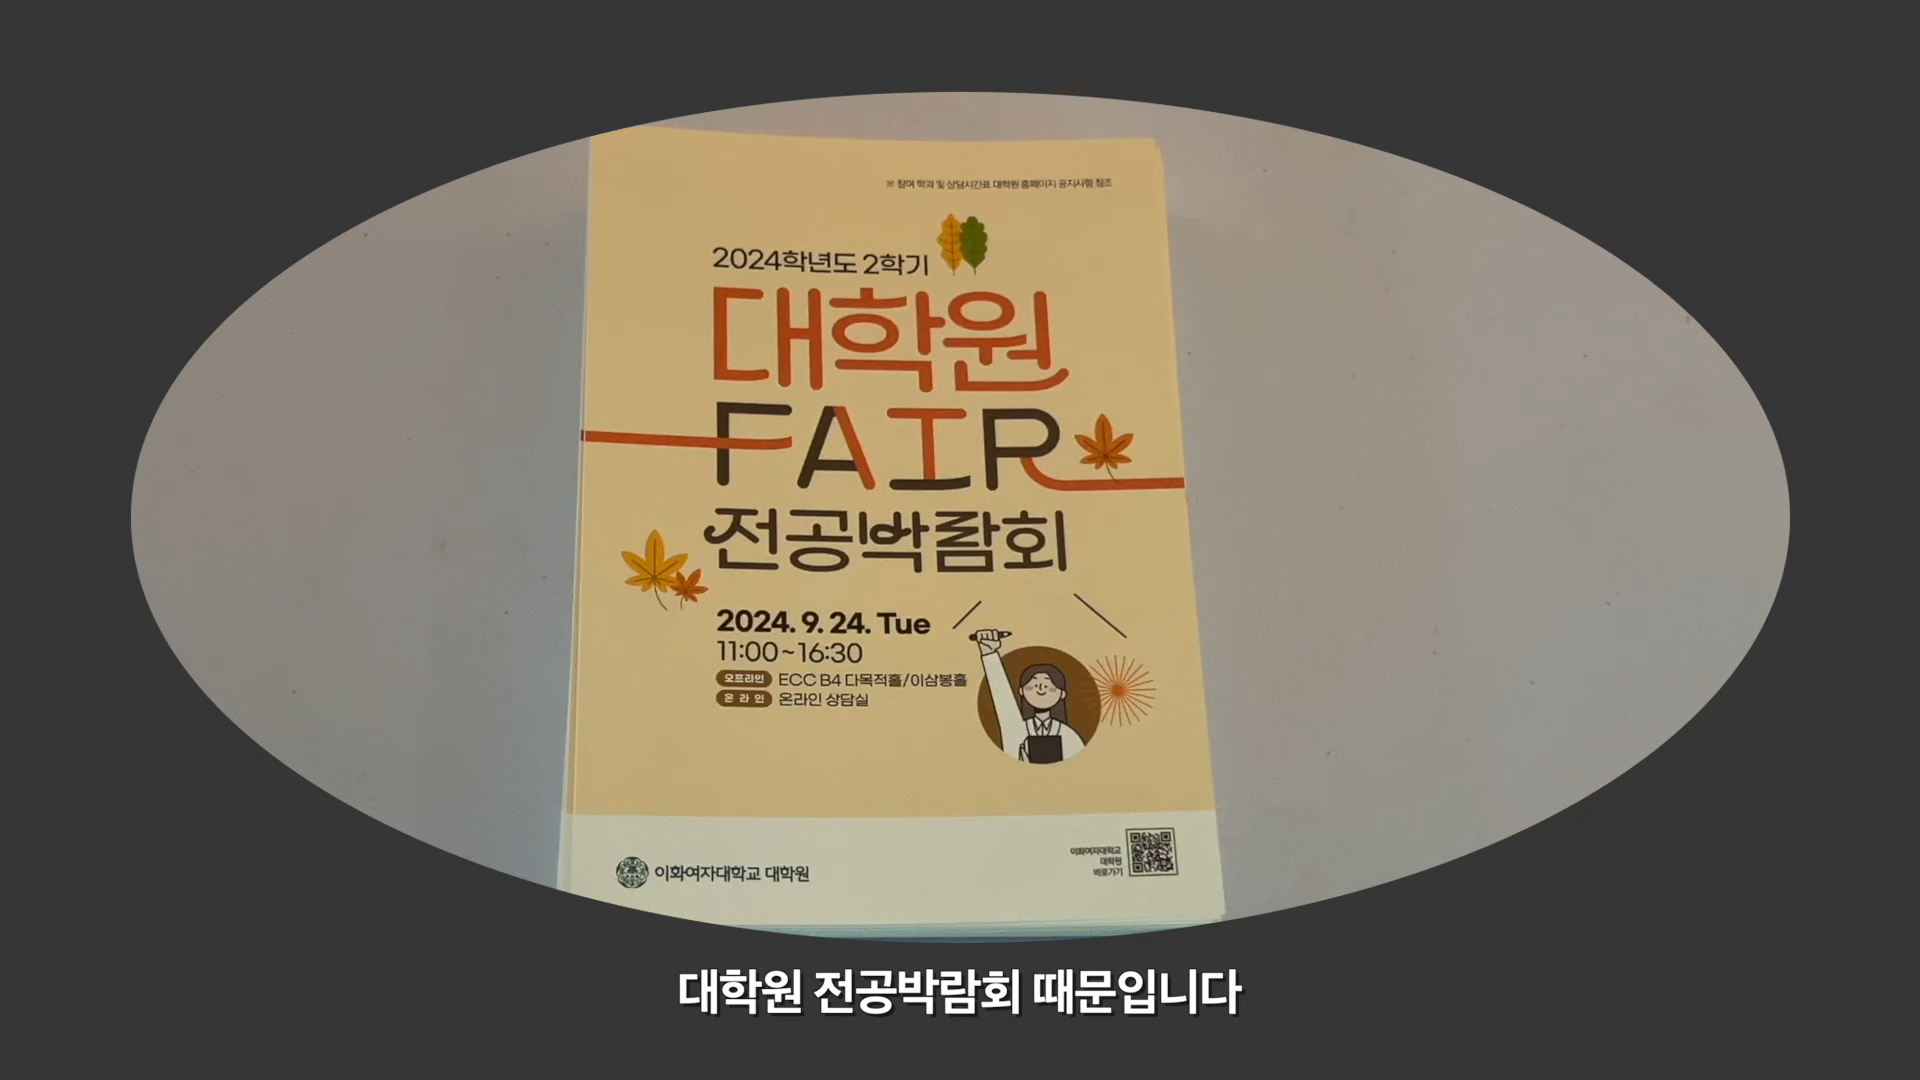 ※ 참여 학과 및 상담시간표 대학원 홈페이지 공지사항 참조
2024학년도 2학기
대학원
FAIR
전공박람회
2024. 9. 24. Tue
11:00~16:30
오프라인 ECC B4 다목적홀/이삼봉홀
온라인 온라인 상담실
이화여자대학교 대학원
이화여자대학교
대학원
바로가기
대학원 전공박람회 때문입니다